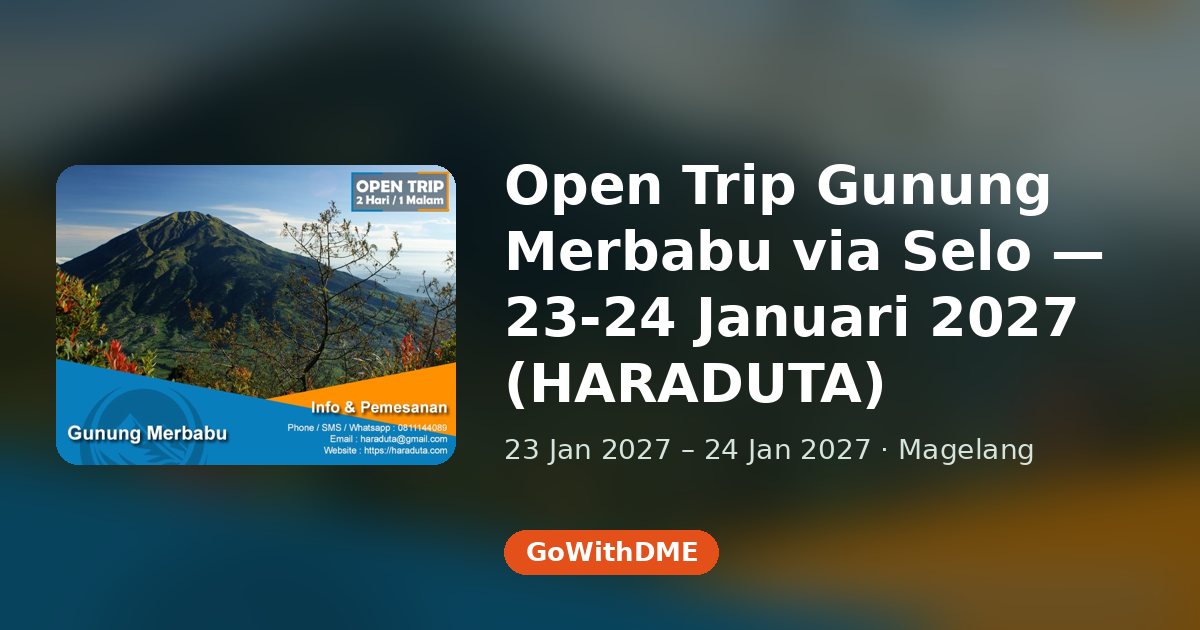 OPEN TRIP
2 Hari / 1 Malam
Gunung Merbabu
Info & Pemesanan
Phone / SMS / Whatsapp : 0811144089
Email : haraduta@gmail.com
Website : https://haraduta.com
Open Trip Gunung
Merbabu via Selo —
23-24 Januari 2027
(HARADUTA)
23 Jan 2027 – 24 Jan 2027 · Magelang
GoWithDME